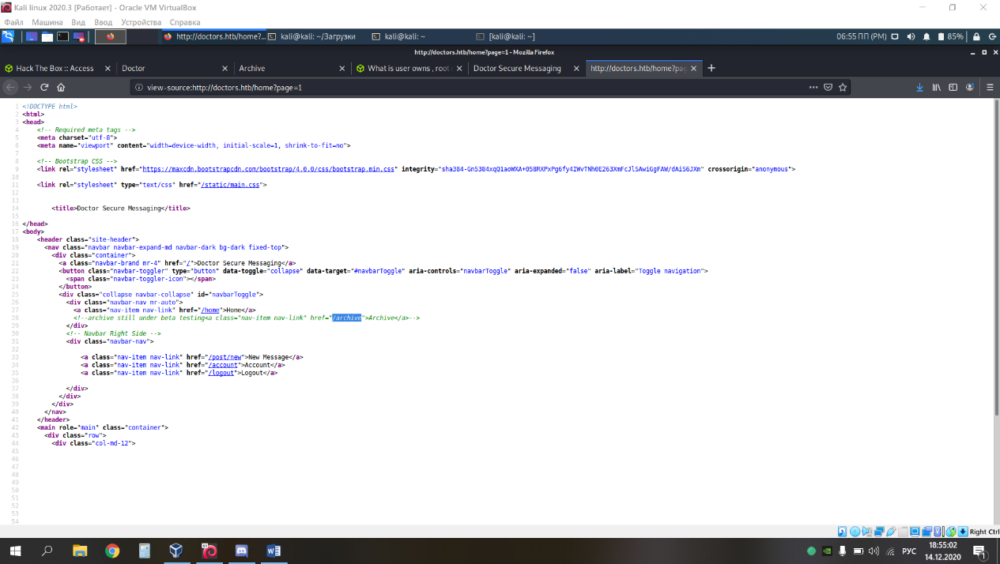 Kali linux 2020.3 [Работает] - Oracle VM VirtualBox
Файл Машина Вид Ввод Устройства Справка
http://doctors.htb/home?... kali@kali: ~/Загрузки kali@kali: ~ [kali@kali: ~] 06:55 ПП (PM) 85%
http://doctors.htb/home?page=1 - Mozilla Firefox
Hack The Box :: Access Doctor Archive What is user owns , root Doctor Secure Messaging http://doctors.htb/home?pag
view-source:http://doctors.htb/home?page=1
1 <!DOCTYPE html>
2 <html>
3 <head>
4 <!-- Required meta tags -->
5 <meta charset="utf-8">
6 <meta name="viewport" content="width=device-width, initial-scale=1, shrink-to-fit=no">
7
8 <!-- Bootstrap CSS -->
9 <link rel="stylesheet" href="https://maxcdn.bootstrapcdn.com/bootstrap/4.0.0/css/bootstrap.min.css" integrity="sha384-Gn5384xqQ1aoWXA+058RXPxPg6fy4IWvTNh0E263XmFcJlSAwiGgFAW/dAiS6JXm" crossorigin="anonymous">
10
11 <link rel="stylesheet" type="text/css" href="/static/main.css">
12
13
14 <title>Doctor Secure Messaging</title>
15
16 </head>
17 <body>
18 <header class="site-header">
19 <nav class="navbar navbar-expand-md navbar-dark bg-dark fixed-top">
20 <div class="container">
21 <a class="navbar-brand mr-4" href="/">Doctor Secure Messaging</a>
22 <button class="navbar-toggler" type="button" data-toggle="collapse" data-target="#navbarToggle" aria-controls="navbarToggle" aria-expanded="false" aria-label="Toggle navigation">
23 <span class="navbar-toggler-icon"></span>
24 </button>
25 <div class="collapse navbar-collapse" id="navbarToggle">
26 <div class="navbar-nav mr-auto">
27 <a class="nav-item nav-link" href="/home">Home</a>
28 <!--archive still under beta testing<a class="nav-item nav-link" href="/archive">Archive</a>-->
29 </div>
30 <!-- Navbar Right Side -->
31 <div class="navbar-nav">
32
33 <a class="nav-item nav-link" href="/post/new">New Message</a>
34 <a class="nav-item nav-link" href="/account">Account</a>
35 <a class="nav-item nav-link" href="/logout">Logout</a>
36
37 </div>
38 </div>
39 </div>
40 </nav>
41 </header>
42 <main role="main" class="container">
43 <div class="row">
44 <div class="col-md-12">
45
46
47
48
49
50
51
52
53
54
Right Ctrl
РУС 18:55:02
14.12.2020
1